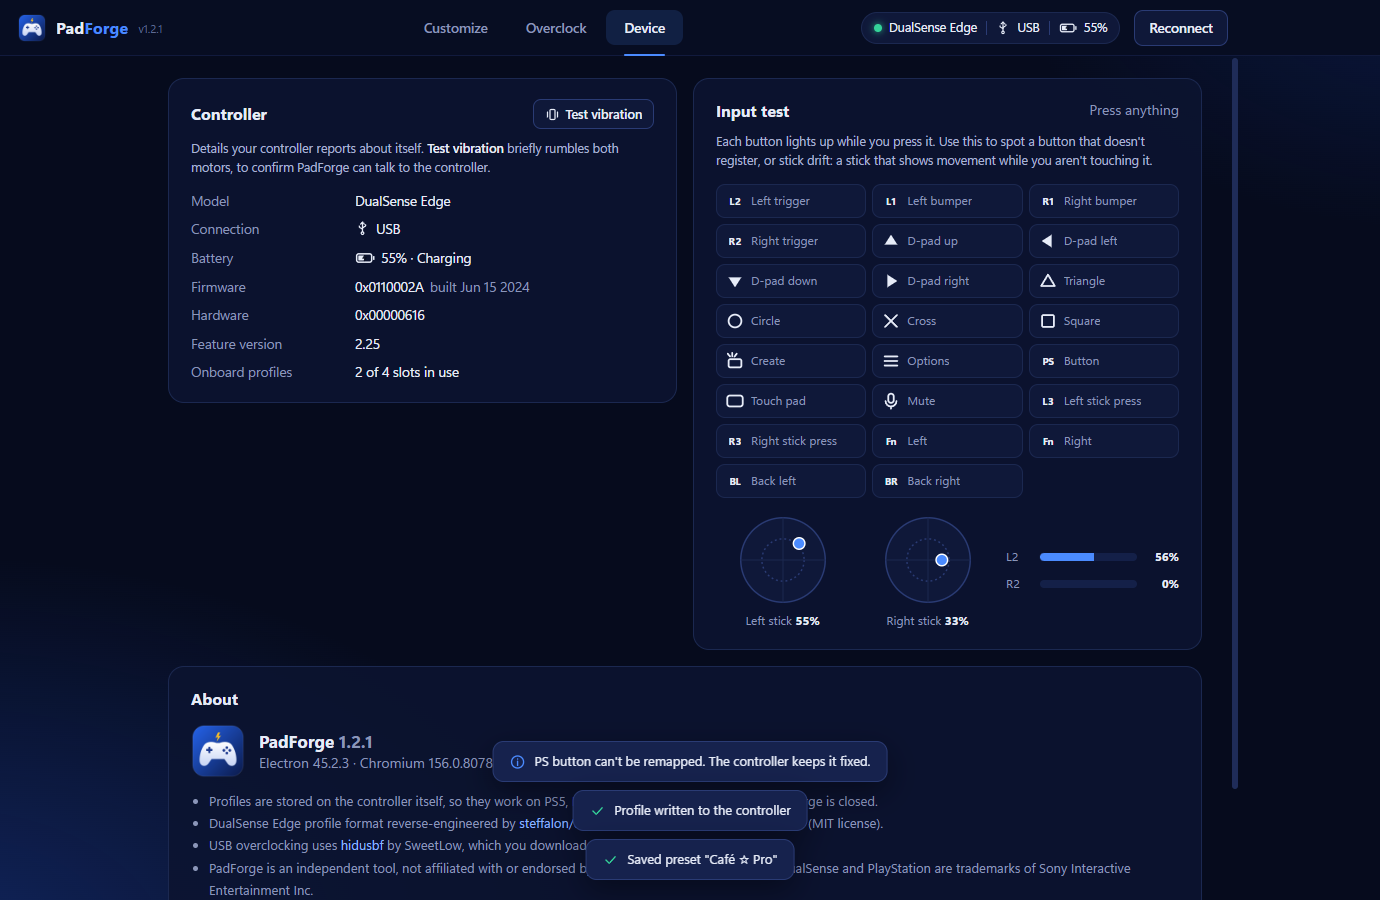 PadForge v1.2.1
Customize
Overclock
Device
DualSense Edge
USB
55%
Reconnect
Controller
Test vibration
Details your controller reports about itself. Test vibration briefly rumbles both
motors, to confirm PadForge can talk to the controller.
Model DualSense Edge
Connection USB
Battery 55% · Charging
Firmware 0x0110002A built Jun 15 2024
Hardware 0x00000616
Feature version 2.25
Onboard profiles 2 of 4 slots in use
Input test
Press anything
Each button lights up while you press it. Use this to spot a button that doesn't
register, or stick drift: a stick that shows movement while you aren't touching it.
L2 Left trigger
L1 Left bumper
R1 Right bumper
R2 Right trigger
D-pad up
D-pad left
D-pad down
D-pad right
Triangle
Circle
Cross
Square
Create
Options
PS Button
Touch pad
Mute
L3 Left stick press
R3 Right stick press
Fn Left
Fn Right
BL Back left
BR Back right
L2 56%
R2 0%
Left stick 55%
Right stick 33%
About
PadForge 1.2.1
Electron 45.2.3 · Chromium 156.0.8078
PS button can't be remapped. The controller keeps it fixed.
Profiles are stored on the controller itself, so they work on PS5, ge is closed.
Profile written to the controller
DualSense Edge profile format reverse-engineered by steffalon/ (MIT license).
USB overclocking uses hidusbf by SweetLow, which you download
Saved preset "Café ☆ Pro"
PadForge is an independent tool, not affiliated with or endorsed b alSense and PlayStation are trademarks of Sony Interactive
Entertainment Inc.